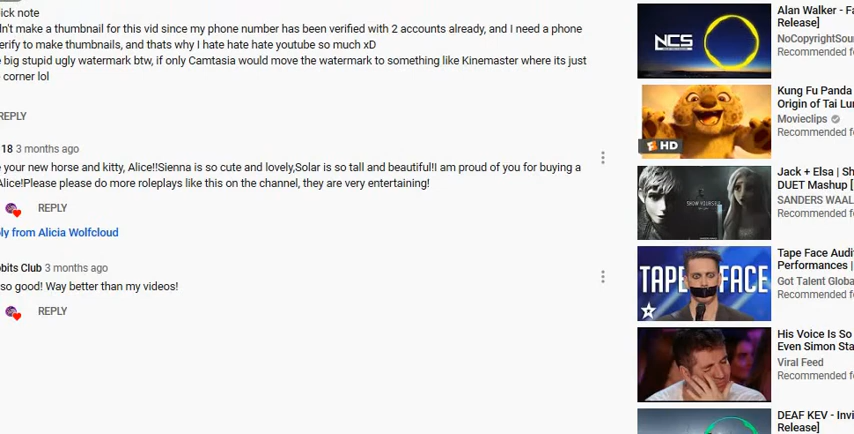 ick note
dn't make a thumbnail for this vid since my phone number has been verified with 2 accounts already, and I need a phone
erify to make thumbnails, and thats why I hate hate hate youtube so much xD
e big stupid ugly watermark btw, if only Camtasia would move the watermark to something like Kinemaster where its just
corner lol
REPLY
18 3 months ago
e your new horse and kitty, Alice!!Sienna is so cute and lovely,Solar is so tall and beautiful!I am proud of you for buying a
Alice!Please please do more roleplays like this on the channel, they are very entertaining!
REPLY
ly from Alicia Wolfcloud
bits Club 3 months ago
so good! Way better than my videos!
REPLY
NCS
Alan Walker - Fa
Release]
NoCopyrightSou
Recommended fo
HD
Kung Fu Panda
Origin of Tai Lu
Movieclips
Recommended fo
SHOW YOURSELF
Jack + Elsa | Sh
DUET Mashup [
SANDERS WAAL
Recommended fo
TAPE FACE
Tape Face Audi
Performances |
Got Talent Globa
Recommended fo
His Voice Is So
Even Simon Sta
Viral Feed
Recommended fo
DEAF KEV - Invi
Release]